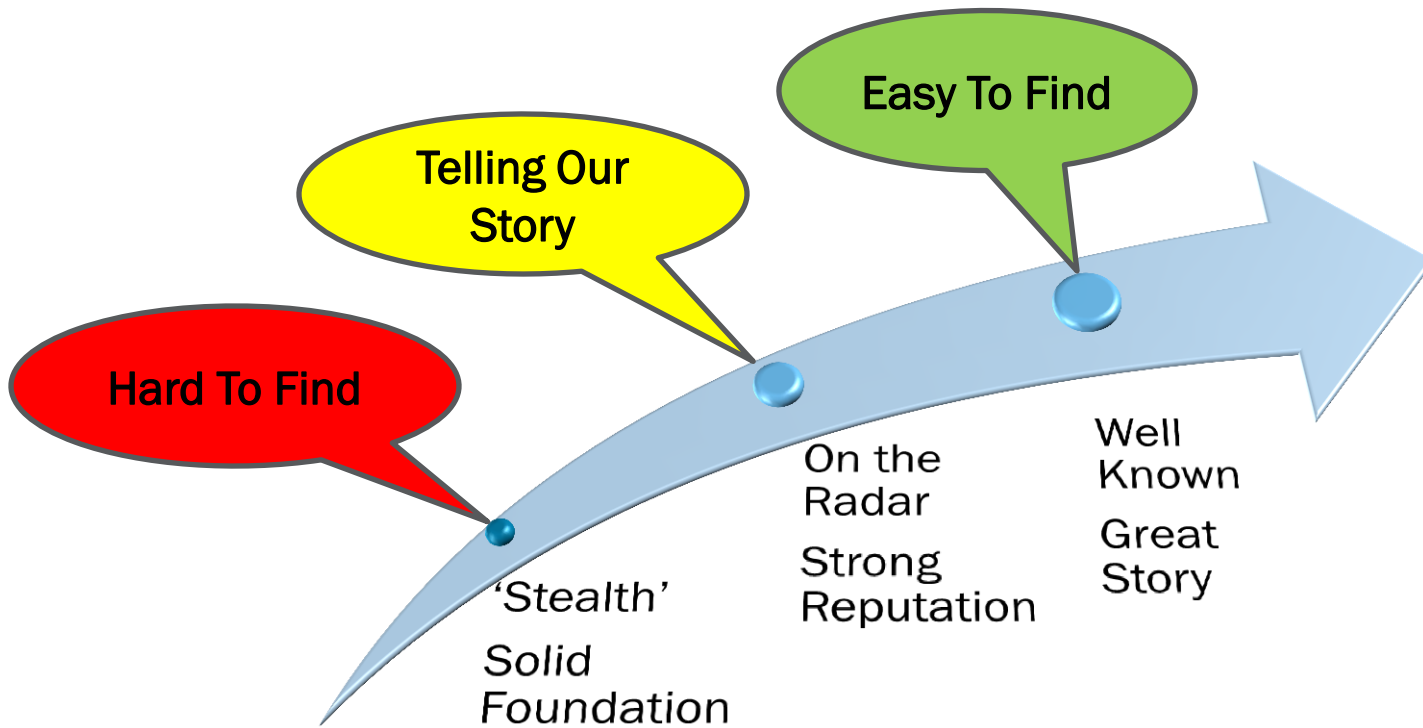 Easy To Find
Telling Our
Story
Hard To Find
‘Stealth’
Solid
Foundation
On the
Radar
Strong
Reputation
Well
Known
Great
Story